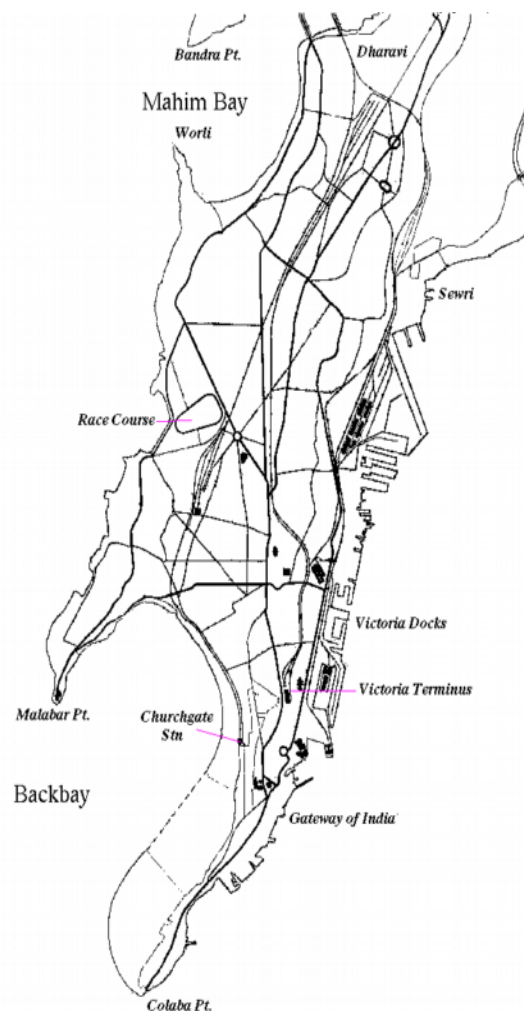 Bandra Pt.
Dharavi
Mahim Bay
Worli
Sewri
Race Course
Victoria Docks
Malabar Pt.
Victoria Terminus
Churchgate
Stn
Backbay
Gateway of India
Colaba Pt.